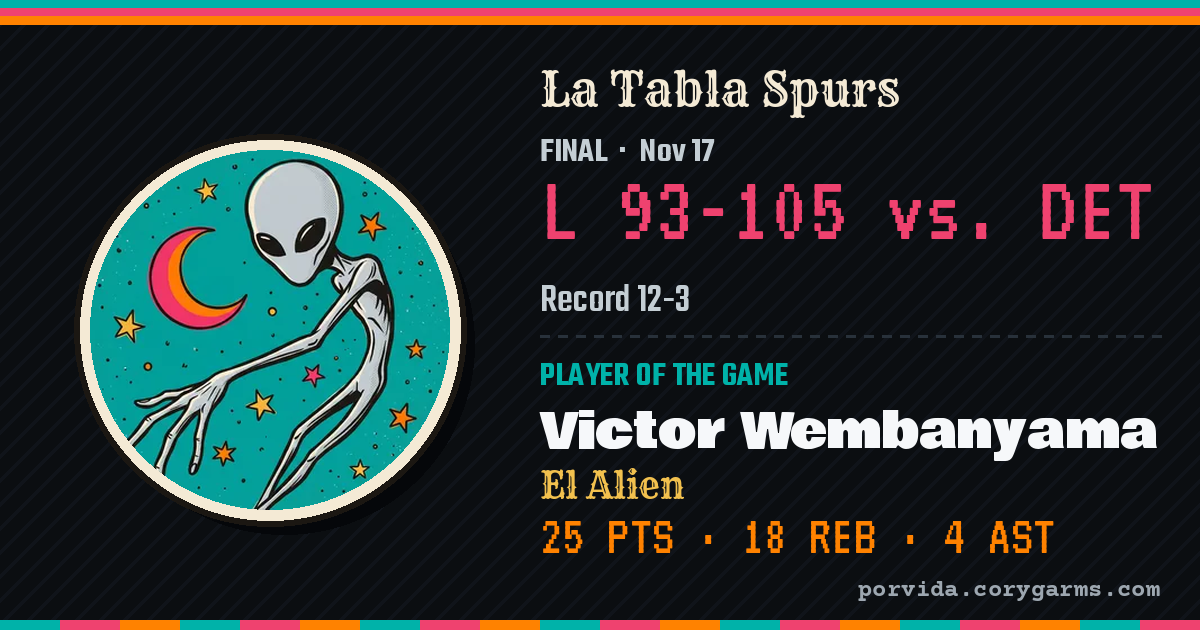 La Tabla Spurs
FINAL · Nov 17
L 93-105 vs. DET
Record 12-3
PLAYER OF THE GAME
Victor Wembanyama
El Alien
25 PTS · 18 REB · 4 AST
porvida.corygarms.com